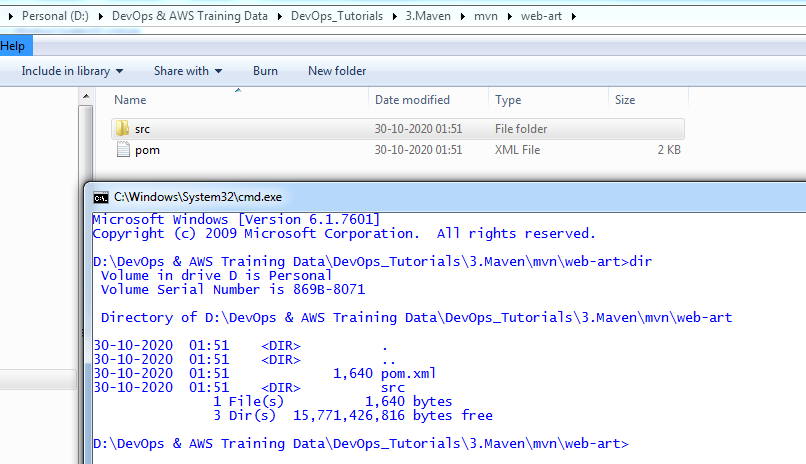 Personal (D:) DevOps & AWS Training Data DevOps_Tutorials 3.Maven mvn web-art
Help
Include in library Share with Burn New folder
Name Date modified Type Size
src 30-10-2020 01:51 File folder
pom 30-10-2020 01:51 XML File 2 KB
C:\Windows\System32\cmd.exe
Microsoft Windows [Version 6.1.7601]
Copyright (c) 2009 Microsoft Corporation.  All rights reserved.
D:\DevOps & AWS Training Data\DevOps_Tutorials\3.Maven\mvn\web-art>dir
Volume in drive D is Personal
Volume Serial Number is 869B-8071
Directory of D:\DevOps & AWS Training Data\DevOps_Tutorials\3.Maven\mvn\web-art
30-10-2020  01:51    <DIR>          .
30-10-2020  01:51    <DIR>          ..
30-10-2020  01:51             1,640 pom.xml
30-10-2020  01:51    <DIR>          src
1 File(s)          1,640 bytes
3 Dir(s)  15,771,426,816 bytes free
D:\DevOps & AWS Training Data\DevOps_Tutorials\3.Maven\mvn\web-art>